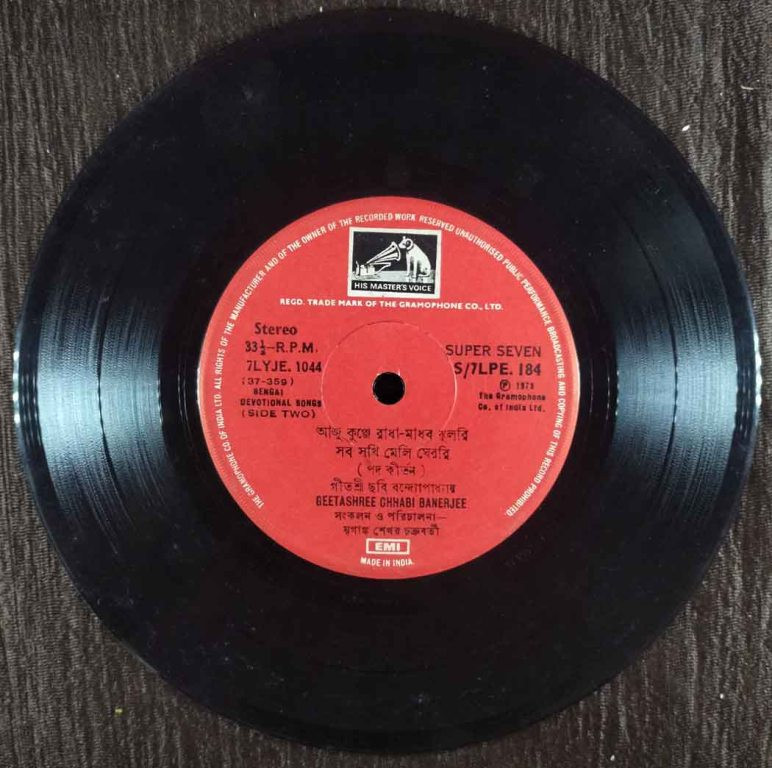 THE GRAMOPHONE CO. OF INDIA LTD. ALL RIGHTS OF THE MANUFACTURER AND OF THE OWNER OF THE RECORDED WORK RESERVED UNAUTHORISED PUBLIC PERFORMANCE BROADCASTING AND COPYING OF THIS RECORD PROHIBITED.
HIS MASTER'S VOICE
REGD. TRADE MARK OF THE GRAMOPHONE CO., LTD.
Stereo
33⅓-R.P.M.
7LYJE. 1044
(37-359)
BENGALI
DEVOTIONAL SONGS
(SIDE TWO)
SUPER SEVEN
S/7LPE. 184
Ⓟ 1979
The Gramophone
Co. of India Ltd.
আজু কুঞ্জে রাধা-মাধব ঝুলরি
সব সখি মেলি ঘেররি
(পদ কীর্তন)
গীতশ্রী ছবি বন্দ্যোপাধ্যায়
GEETASHREE CHHABI BANERJEE
সংকলন ও পরিচালনা—
মৃগাঙ্ক শেখর চক্রবর্তী
EMI
MADE IN INDIA.